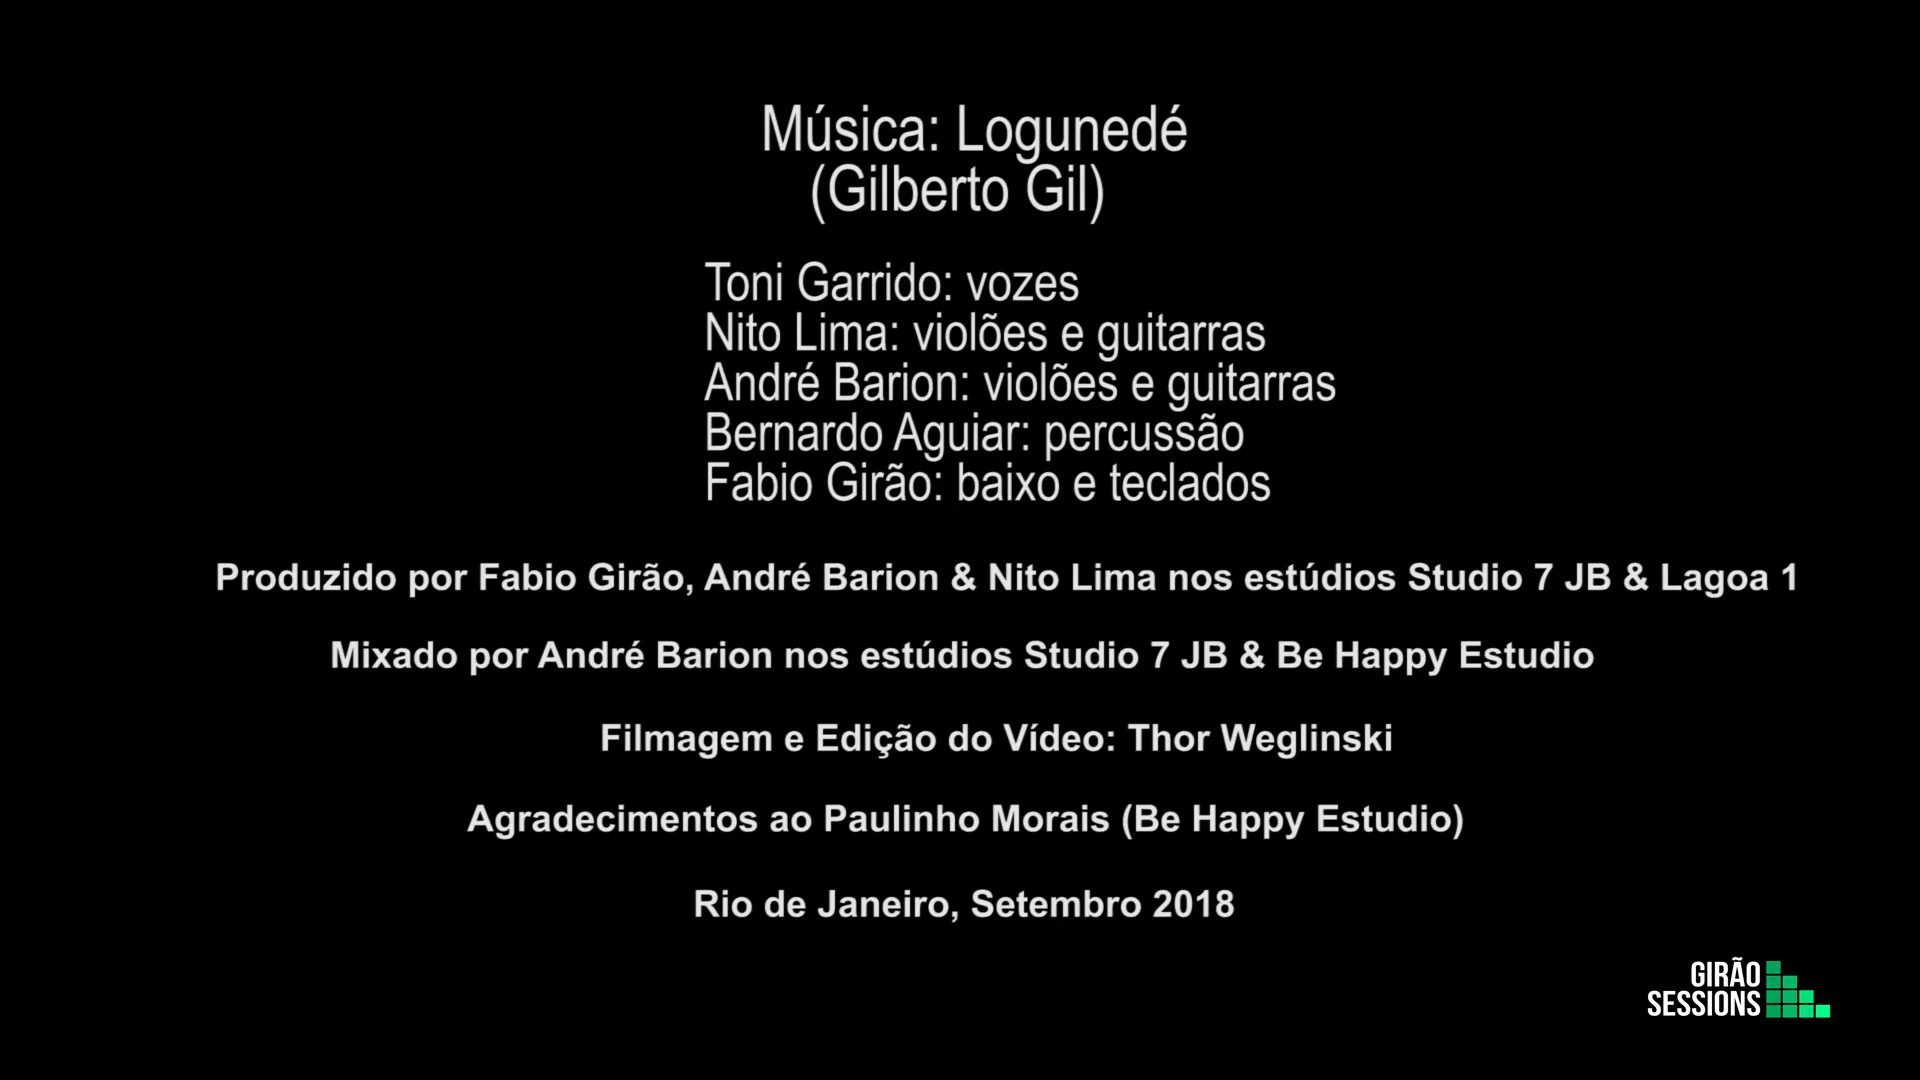 Música: Logunedé
(Gilberto Gil)
Toni Garrido: vozes
Nito Lima: violões e guitarras
André Barion: violões e guitarras
Bernardo Aguiar: percussão
Fabio Girão: baixo e teclados
Produzido por Fabio Girão, André Barion & Nito Lima nos estúdios Studio 7 JB & Lagoa 1
Mixado por André Barion nos estúdios Studio 7 JB & Be Happy Estudio
Filmagem e Edição do Vídeo: Thor Weglinski
Agradecimentos ao Paulinho Morais (Be Happy Estudio)
Rio de Janeiro, Setembro 2018
GIRÃO
SESSIONS